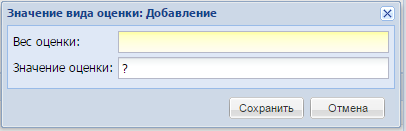 Значение вида оценки: Добавление
Вес оценки:
Значение оценки: ?
Сохранить Отмена